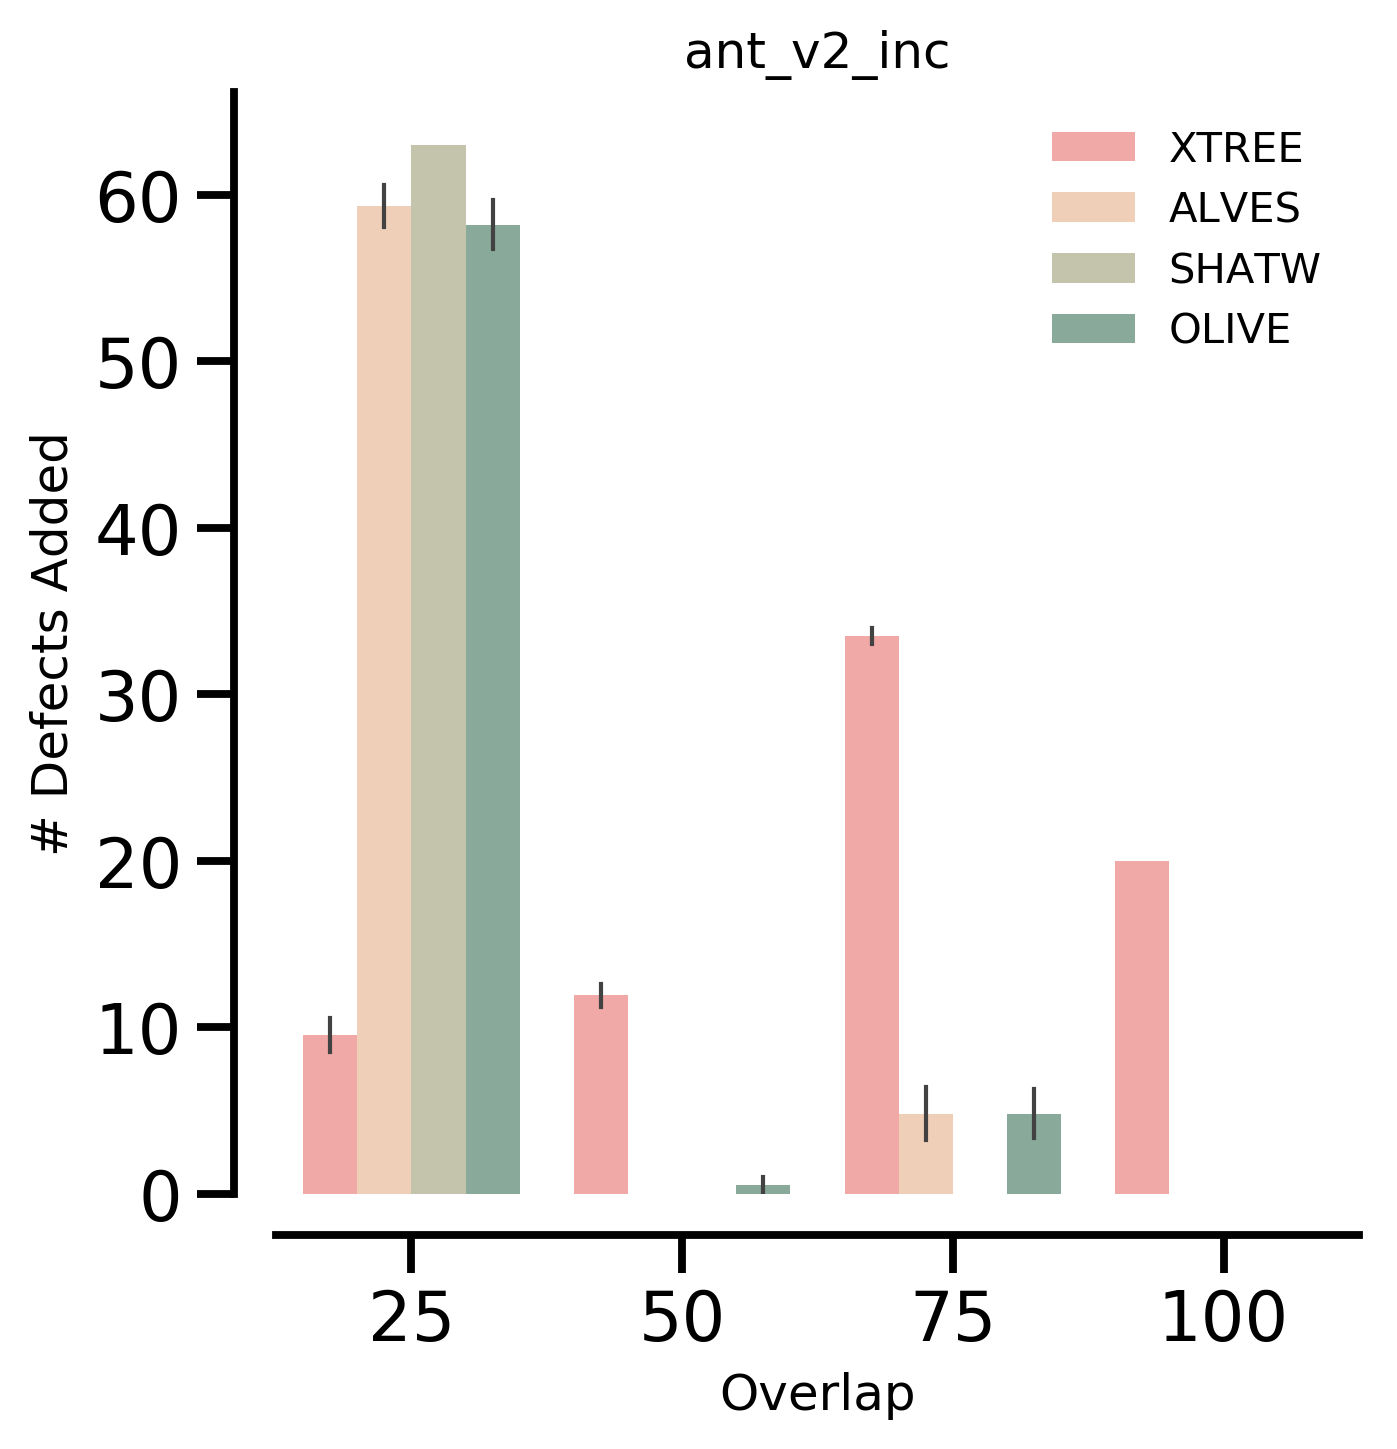 ant_v2_inc
XTREE
ALVES
SHATW
OLIVE
# Defects Added
60
50
40
30
20
10
0
25 50 75 100
Overlap